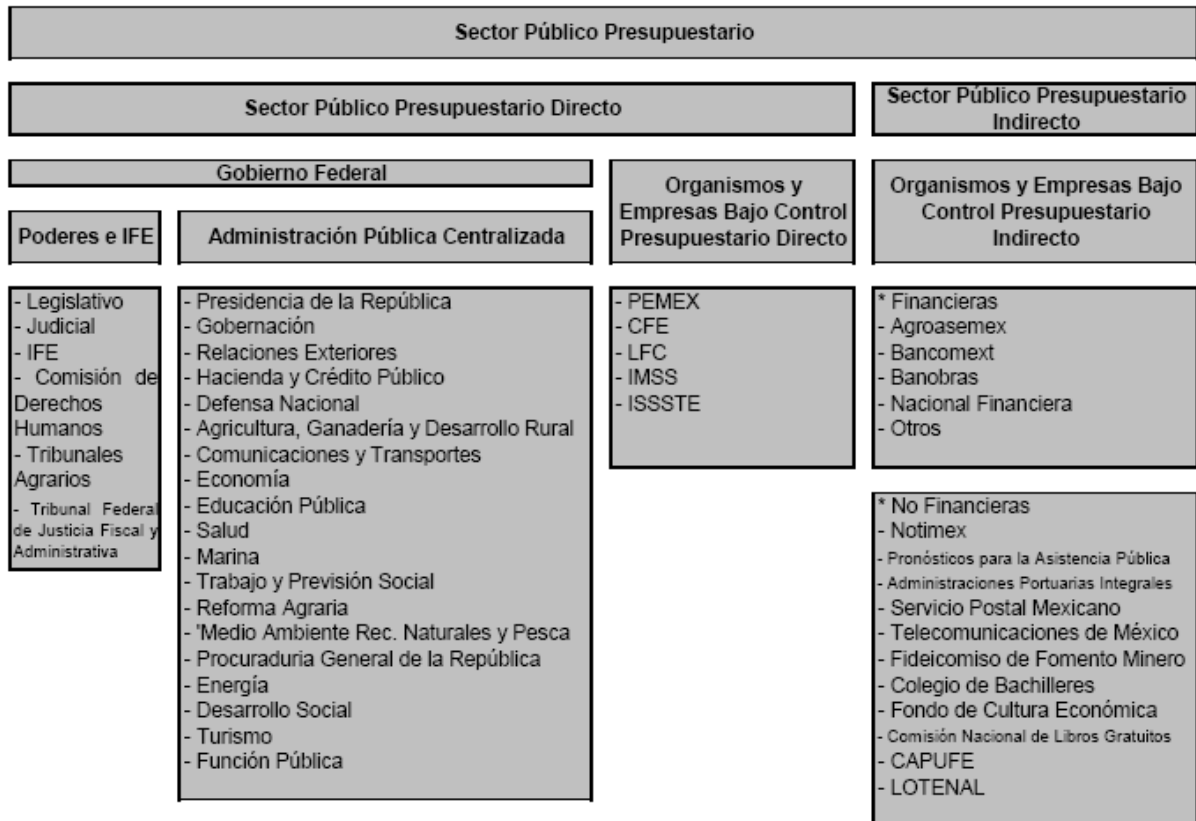 Sector Público Presupuestario
Sector Público Presupuestario Directo
Sector Público Presupuestario
Indirecto
Gobierno Federal
Organismos y
Empresas Bajo Control
Presupuestario Directo
Organismos y Empresas Bajo
Control Presupuestario
Indirecto
Poderes e IFE
Administración Pública Centralizada
- Legislativo
- Judicial
- IFE
- Comisión de
Derechos
Humanos
- Tribunales
Agrarios
- Tribunal Federal
de Justicia Fiscal y
Administrativa
- Presidencia de la República
- Gobernación
- Relaciones Exteriores
- Hacienda y Crédito Público
- Defensa Nacional
- Agricultura, Ganadería y Desarrollo Rural
- Comunicaciones y Transportes
- Economía
- Educación Pública
- Salud
- Marina
- Trabajo y Previsión Social
- Reforma Agraria
- 'Medio Ambiente Rec. Naturales y Pesca
- Procuraduria General de la República
- Energía
- Desarrollo Social
- Turismo
- Función Pública
- PEMEX
- CFE
- LFC
- IMSS
- ISSSTE
* Financieras
- Agroasemex
- Bancomext
- Banobras
- Nacional Financiera
- Otros
* No Financieras
- Notimex
- Pronósticos para la Asistencia Pública
- Administraciones Portuarias Integrales
- Servicio Postal Mexicano
- Telecomunicaciones de México
- Fideicomiso de Fomento Minero
- Colegio de Bachilleres
- Fondo de Cultura Económica
- Comisión Nacional de Libros Gratuitos
- CAPUFE
- LOTENAL